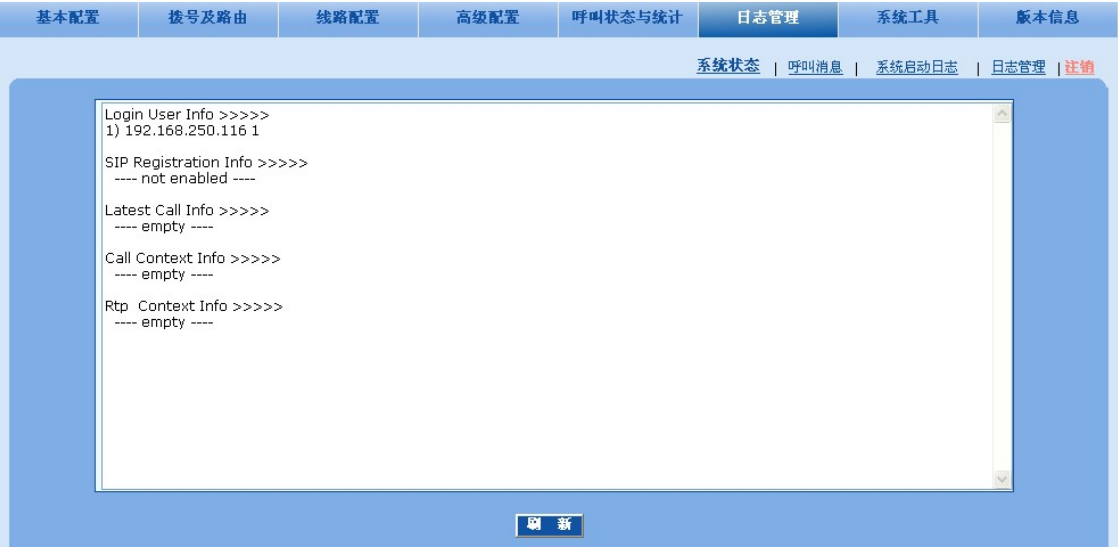 基本配置 拨号及路由 线路配置 高级配置 呼叫状态与统计 日志管理 系统工具 版本信息
系统状态 | 呼叫消息 | 系统启动日志 | 日志管理 | 注销
Login User Info >>>>>
1) 192.168.250.116 1
SIP Registration Info >>>>>
---- not enabled ----
Latest Call Info >>>>>
---- empty ----
Call Context Info >>>>>
---- empty ----
Rtp  Context Info >>>>>
---- empty ----
刷 新